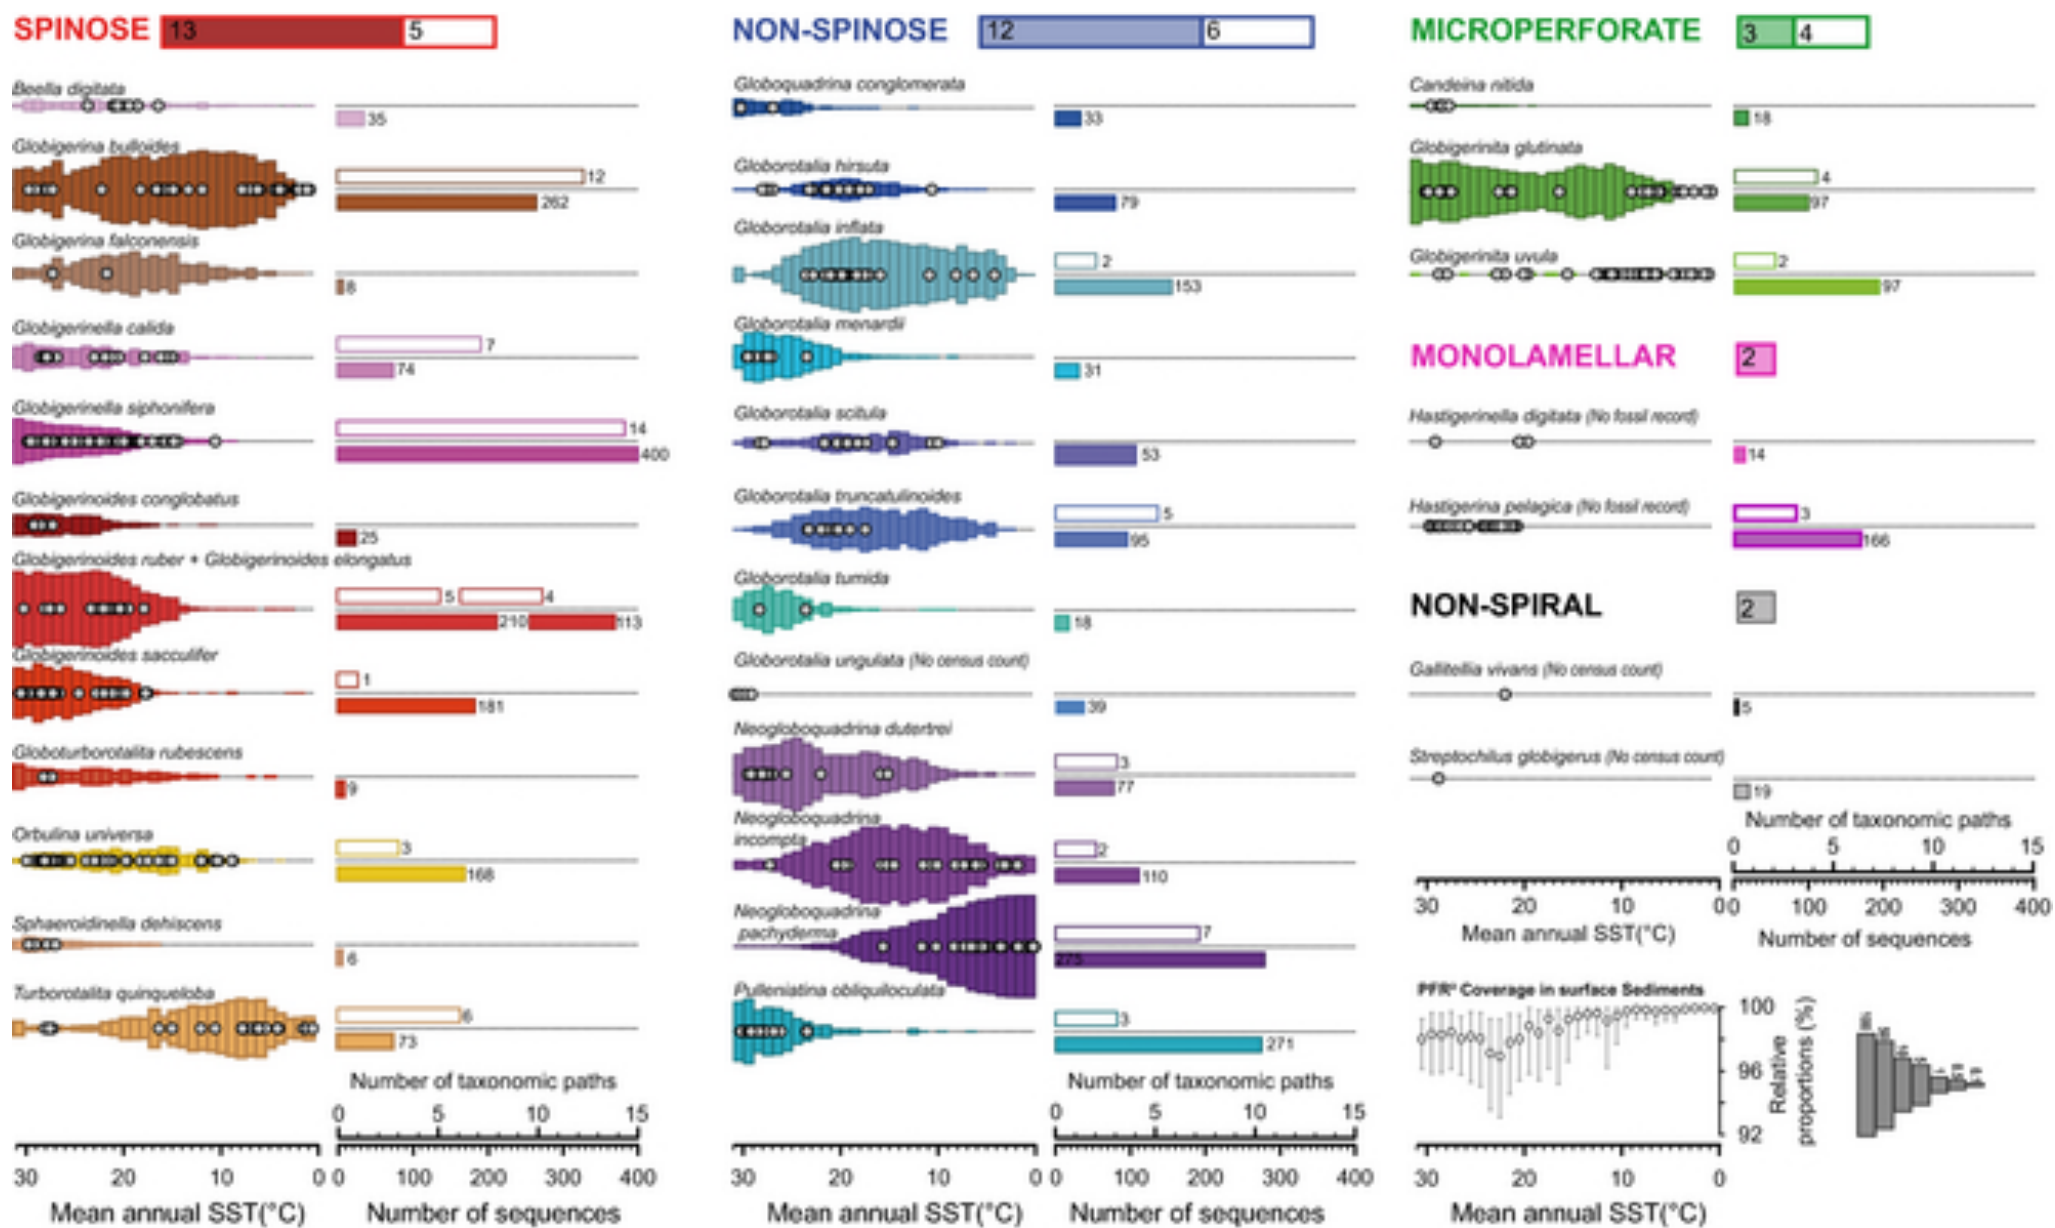 SPINOSE 13 5
Beella digitata
35
Globigerina bulloides
12
262
Globigerina falconensis
8
Globigerinella calida
7
74
Globigerinella siphonifera
14
400
Globigerinoides conglobatus
25
Globigerinoides ruber + Globigerinoides elongatus
5 4
210 113
Globigerinoides sacculifer
1
181
Globoturborotalita rubescens
9
Orbulina universa
3
168
Sphaeroidinella dehiscens
6
Turborotalita quinqueloba
6
73
Number of taxonomic paths
0 5 10 15
30 20 10 0 0 100 200 300 400
Mean annual SST(°C) Number of sequences
NON-SPINOSE 12 6
Globoquadrina conglomerata
33
Globorotalia hirsuta
79
Globorotalia inflata
2
153
Globorotalia menardii
31
Globorotalia scitula
53
Globorotalia truncatulinoides
5
95
Globorotalia tumida
18
Globorotalia ungulata (No census count)
39
Neogloboquadrina dutertrei
3
77
Neogloboquadrina
incompta
2
110
Neogloboquadrina
pachyderma
7
275
Pulleniatina obliquiloculata
3
271
Number of taxonomic paths
0 5 10 15
30 20 10 0 0 100 200 300 400
Mean annual SST(°C) Number of sequences
MICROPERFORATE 3 4
Candeina nitida
18
Globigerinita glutinata
4
97
Globigerinita uvula
2
97
MONOLAMELLAR 2
Hastigerinella digitata (No fossil record)
14
Hastigerina pelagica (No fossil record)
3
166
NON-SPIRAL 2
Gallitellia vivans (No census count)
5
Streptochilus globigerus (No census count)
19
Number of taxonomic paths
0 5 10 15
30 20 10 0 0 100 200 300 400
Mean annual SST(°C) Number of sequences
PFR² Coverage in surface Sediments
100
96
92
Relative
proportions (%)
30 20 10 0
Mean annual SST(°C)